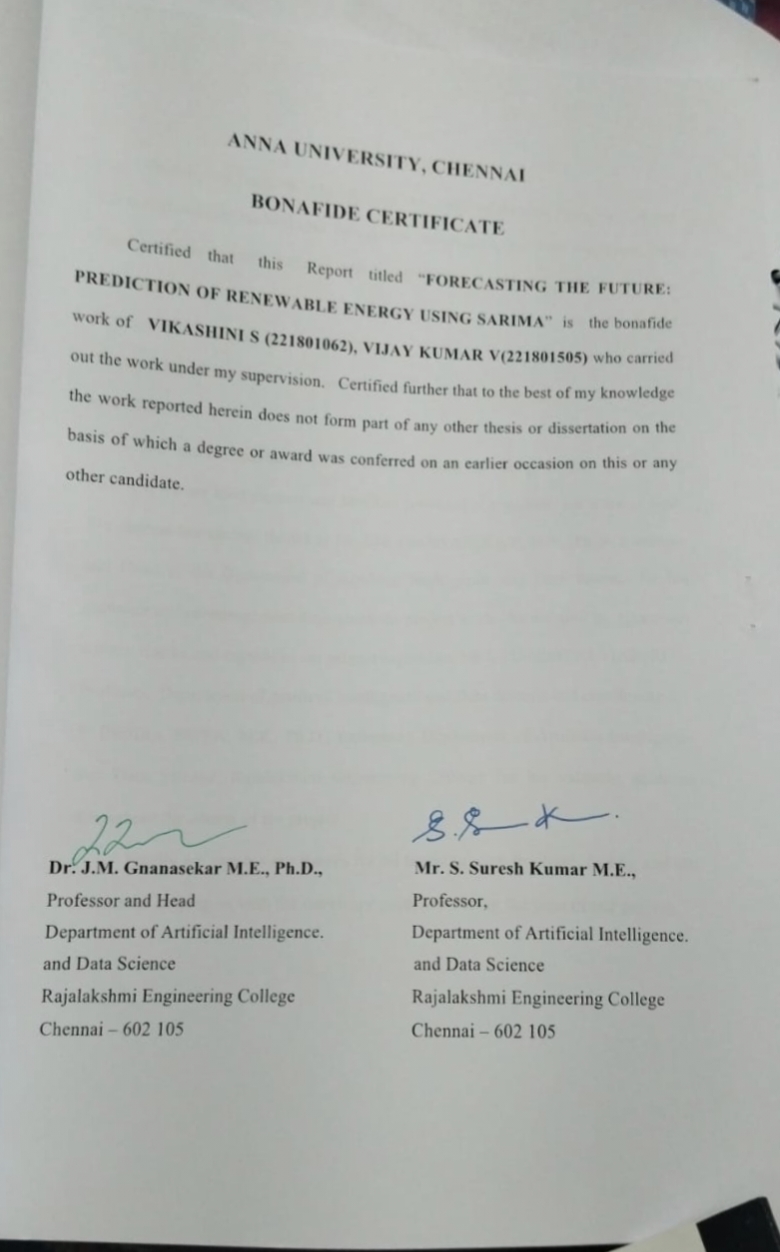 ANNA UNIVERSITY, CHENNAI
BONAFIDE CERTIFICATE
Certified that this Report titled "FORECASTING THE FUTURE:
PREDICTION OF RENEWABLE ENERGY USING SARIMA" is the bonafide
work of VIKASHINI S (221801062), VIJAY KUMAR V(221801505) who carried
out the work under my supervision. Certified further that to the best of my knowledge
the work reported herein does not form part of any other thesis or dissertation on the
basis of which a degree or award was conferred on an earlier occasion on this or any
other candidate.
Dr. J.M. Gnanasekar M.E., Ph.D.,
Professor and Head
Department of Artificial Intelligence.
and Data Science
Rajalakshmi Engineering College
Chennai – 602 105
Mr. S. Suresh Kumar M.E.,
Professor,
Department of Artificial Intelligence.
and Data Science
Rajalakshmi Engineering College
Chennai – 602 105